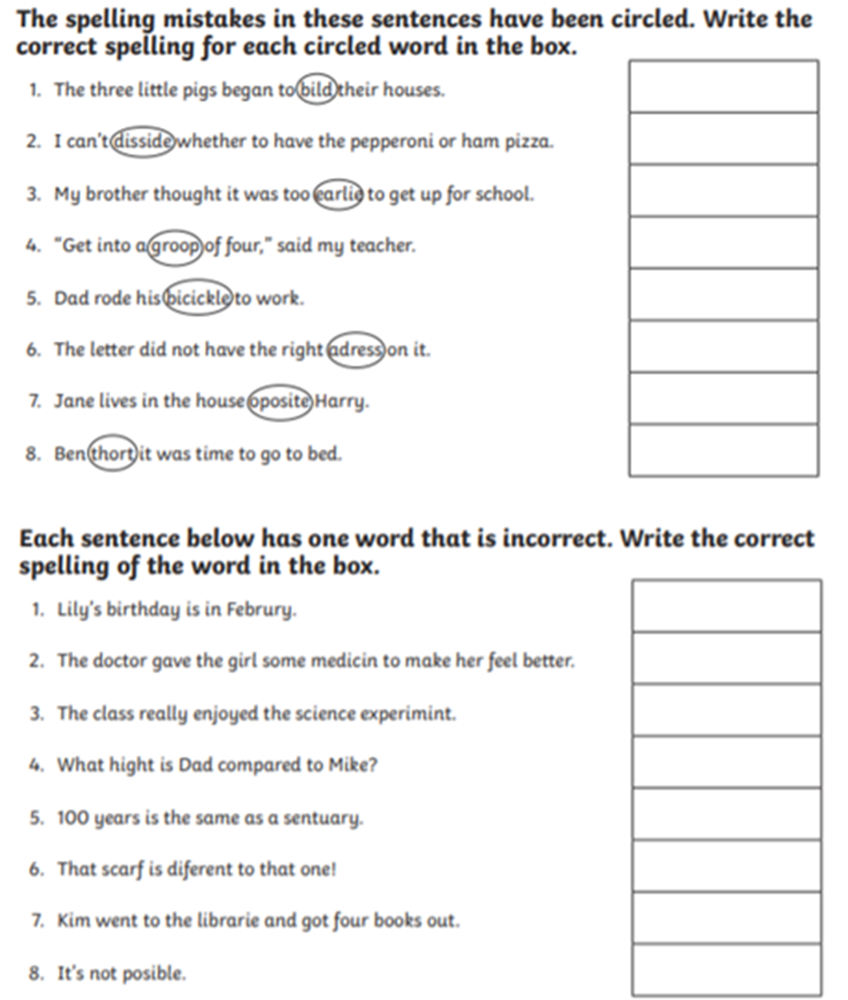 The spelling mistakes in these sentences have been circled. Write the
correct spelling for each circled word in the box.
1. The three little pigs began to bild their houses.
2. I can't disside whether to have the pepperoni or ham pizza.
3. My brother thought it was too earlie to get up for school.
4. "Get into a groop of four," said my teacher.
5. Dad rode his bicickle to work.
6. The letter did not have the right adress on it.
7. Jane lives in the house oposite Harry.
8. Ben thort it was time to go to bed.
Each sentence below has one word that is incorrect. Write the correct
spelling of the word in the box.
1. Lily's birthday is in Februry.
2. The doctor gave the girl some medicin to make her feel better.
3. The class really enjoyed the science experimint.
4. What hight is Dad compared to Mike?
5. 100 years is the same as a sentuary.
6. That scarf is diferent to that one!
7. Kim went to the librarie and got four books out.
8. It's not posible.